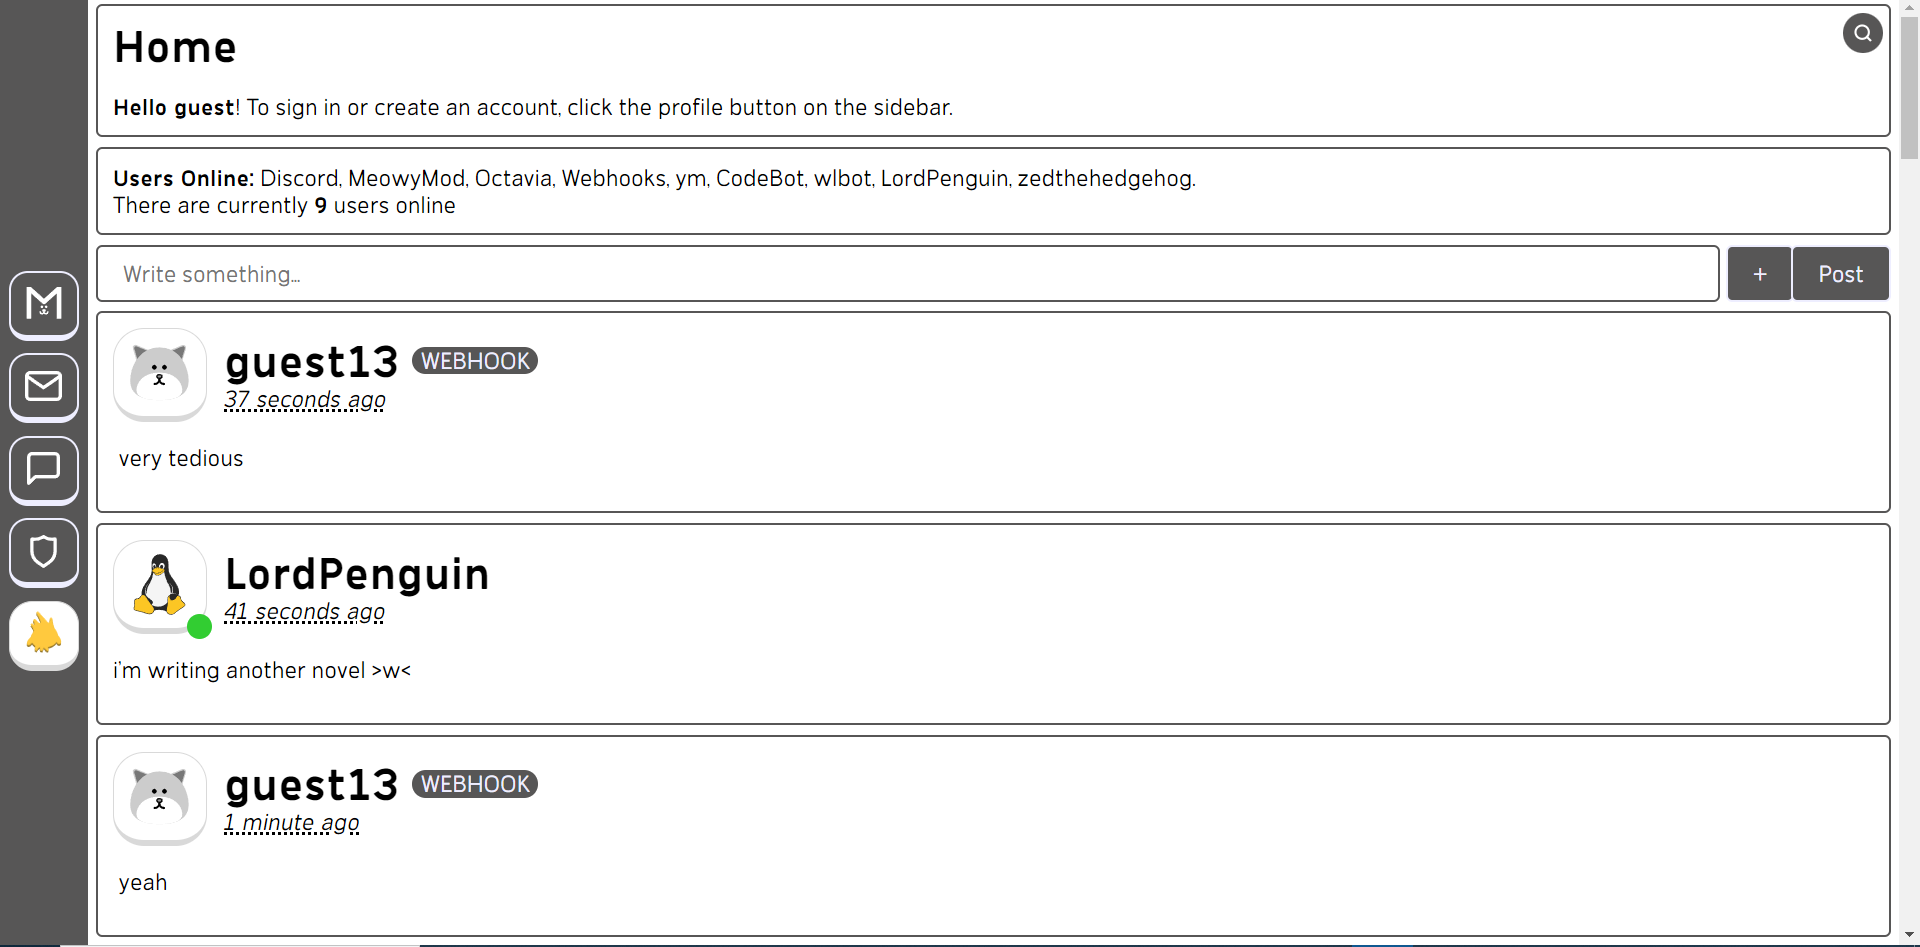 Home
Hello guest! To sign in or create an account, click the profile button on the sidebar.
Users Online: Discord, MeowyMod, Octavia, Webhooks, ym, CodeBot, wlbot, LordPenguin, zedthehedgehog.
There are currently 9 users online
Write something...
+ Post
guest13 WEBHOOK
37 seconds ago
very tedious
LordPenguin
41 seconds ago
i'm writing another novel >w<
guest13 WEBHOOK
1 minute ago
yeah